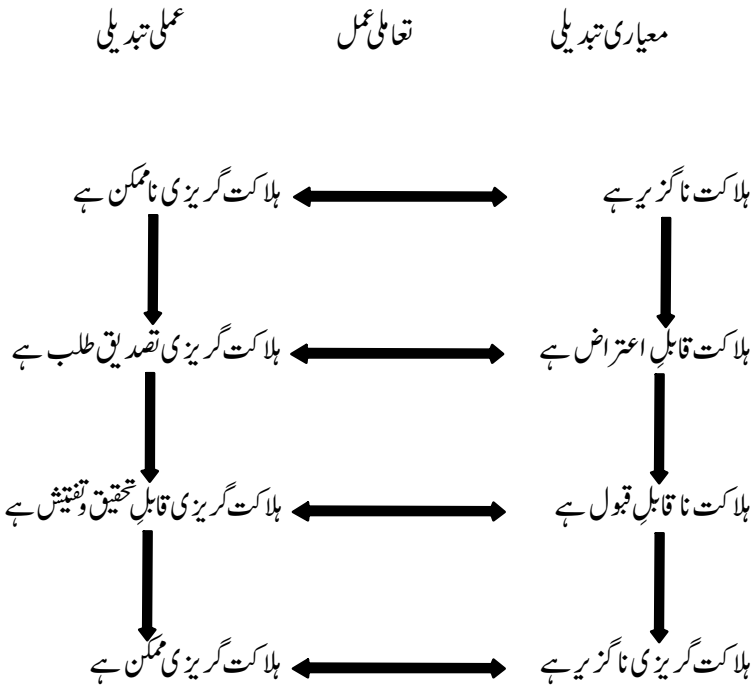 معیاری تبدیلی تعاملی عمل عملی تبدیلی
ہلاکت ناگزیر ہے ہلاکت گریزی ناممکن ہے
ہلاکت قابلِ اعتراض ہے ہلاکت گریزی تصدیق طلب ہے
ہلاکت ناقابلِ قبول ہے ہلاکت گریزی قابلِ تحقیق و تفتیش ہے
ہلاکت گریزی ناگزیر ہے ہلاکت گریزی ممکن ہے